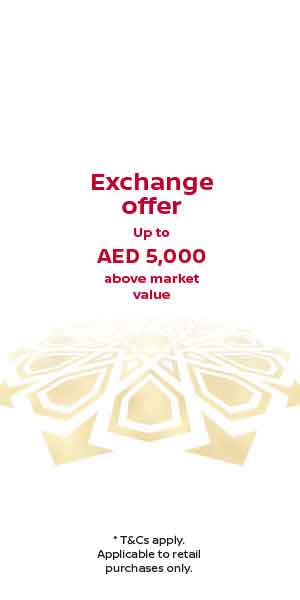 Exchange
offer
Up to
AED 5,000
above market
value
* T&Cs apply.
Applicable to retail
purchases only.